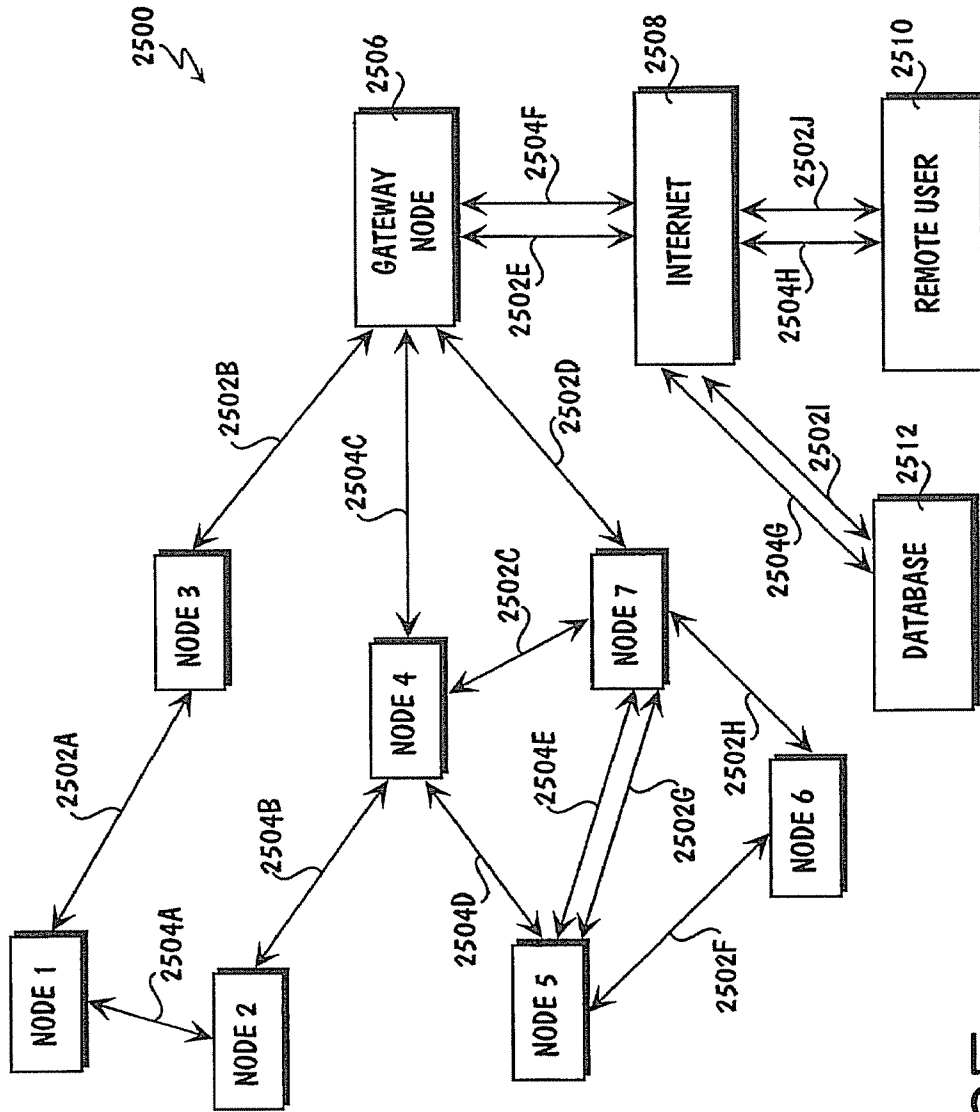 2500
NODE 1
2502A
NODE 3
2502B
GATEWAY
NODE
2506
2504A
NODE 2
2504B
NODE 4
2504C
2502E
2504F
2504D
2502C
2502D
INTERNET
2508
NODE 5
2504E
2502G
NODE 7
2504H
2502J
2502F
NODE 6
2502H
2504G
2502I
DATABASE
2512
REMOTE USER
2510